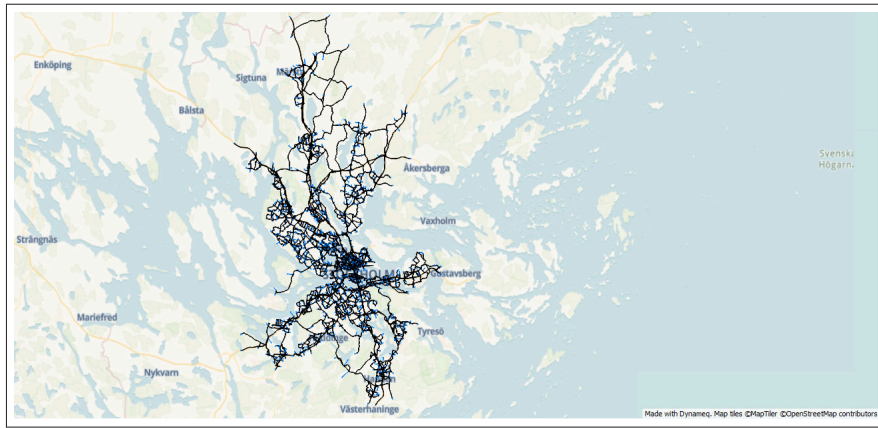 Enköping
Sigtuna
Bålsta
Svenska
Högarna
Åkersberga
Vaxholm
Strängnäs
Gustavsberg
Mariefred
Tyresö
Nykvarn
Västerhaninge
Made with Dynameq. Map tiles ©MapTiler ©OpenStreetMap contributors